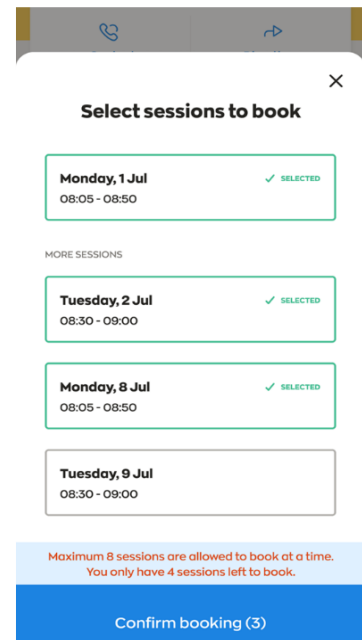 Select sessions to book
Monday, 1 Jul
SELECTED
08:05 - 08:50
MORE SESSIONS
Tuesday, 2 Jul
SELECTED
08:30 - 09:00
Monday, 8 Jul
SELECTED
08:05 - 08:50
Tuesday, 9 Jul
08:30 - 09:00
Maximum 8 sessions are allowed to book at a time.
You only have 4 sessions left to book.
Confirm booking (3)